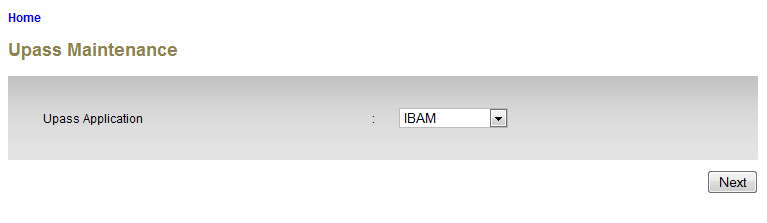 Home
Upass Maintenance
Upass Application : IBAM
Next